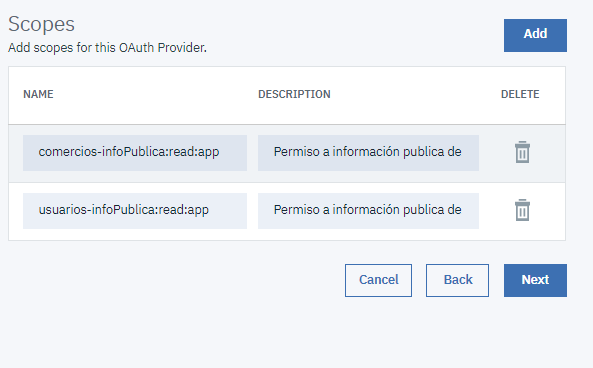 Scopes
Add scopes for this OAuth Provider.
Add
NAME DESCRIPTION DELETE
comercios-infoPublica:read:app Permiso a información publica de
usuarios-infoPublica:read:app Permiso a información publica de
Cancel Back Next